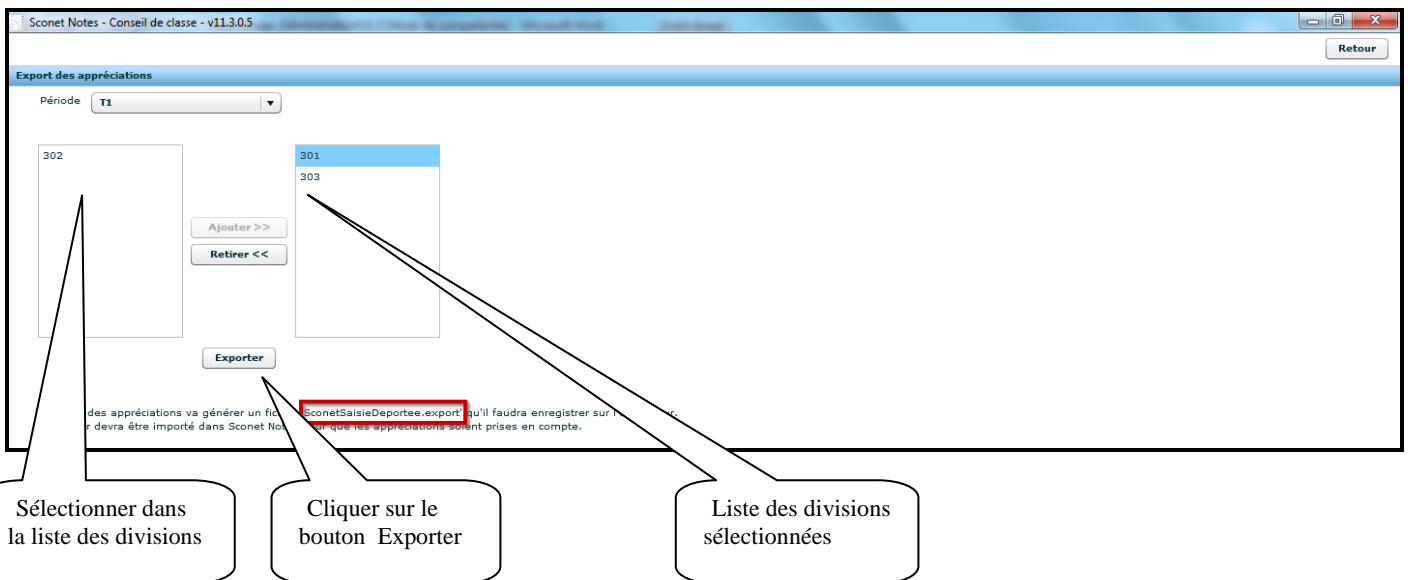 Sconet Notes - Conseil de classe - v11.3.0.5
Retour
Export des appréciations
Période T1
302
301
303
Ajouter >>
Retirer <<
Exporter
des appréciations va générer un SconetSaisieDeportee.export' qu'il faudra enregistrer sur
devra être importé dans Sconet que les appréciations soient prises en compte.
Sélectionner dans
la liste des divisions
Cliquer sur le
bouton Exporter
Liste des divisions
sélectionnées